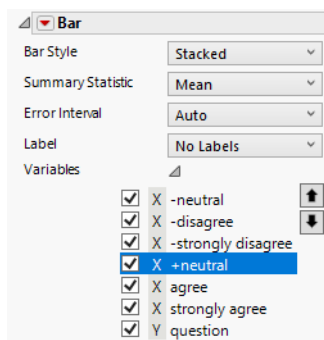 Bar
Bar Style Stacked
Summary Statistic Mean
Error Interval Auto
Label No Labels
Variables
X -neutral
X -disagree
X -strongly disagree
X +neutral
X agree
X strongly agree
Y question